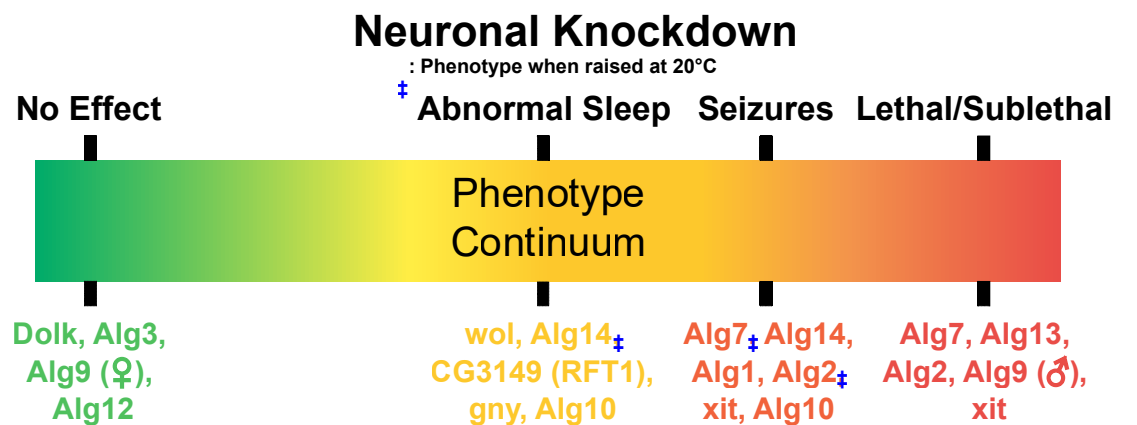 Neuronal Knockdown
‡: Phenotype when raised at 20°C
No Effect
Abnormal Sleep
Seizures
Lethal/Sublethal
Phenotype
Continuum
Dolk, Alg3,
Alg9 (♀),
Alg12
wol, Alg14‡
CG3149 (RFT1),
gny, Alg10
Alg7‡ Alg14,
Alg1, Alg2‡
xit, Alg10
Alg7, Alg13,
Alg2, Alg9 (♂),
xit